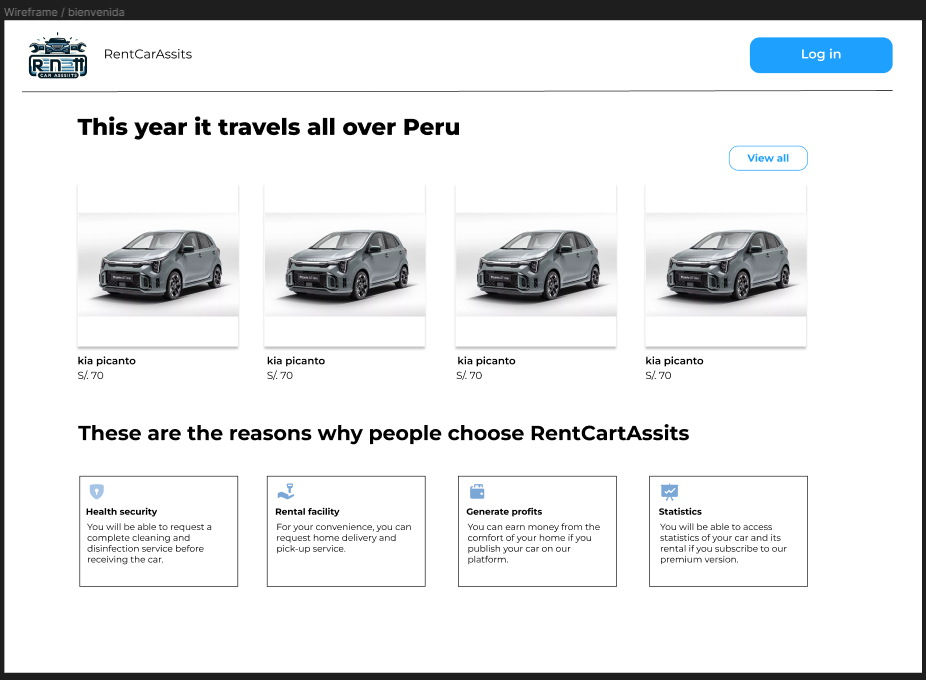 Wireframe / bienvenida
RentCarAssits
Log in
This year it travels all over Peru
View all
kia picanto
kia picanto
kia picanto
kia picanto
S/. 70
S/. 70
S/. 70
S/. 70
These are the reasons why people choose RentCartAssits
Health security
You will be able to request a
complete cleaning and
disinfection service before
receiving the car.
Rental facility
For your convenience, you can
request home delivery and
pick-up service.
Generate profits
You can earn money from the
comfort of your home if you
publish your car on our
platform.
Statistics
You will be able to access
statistics of your car and its
rental if you subscribe to our
premium version.